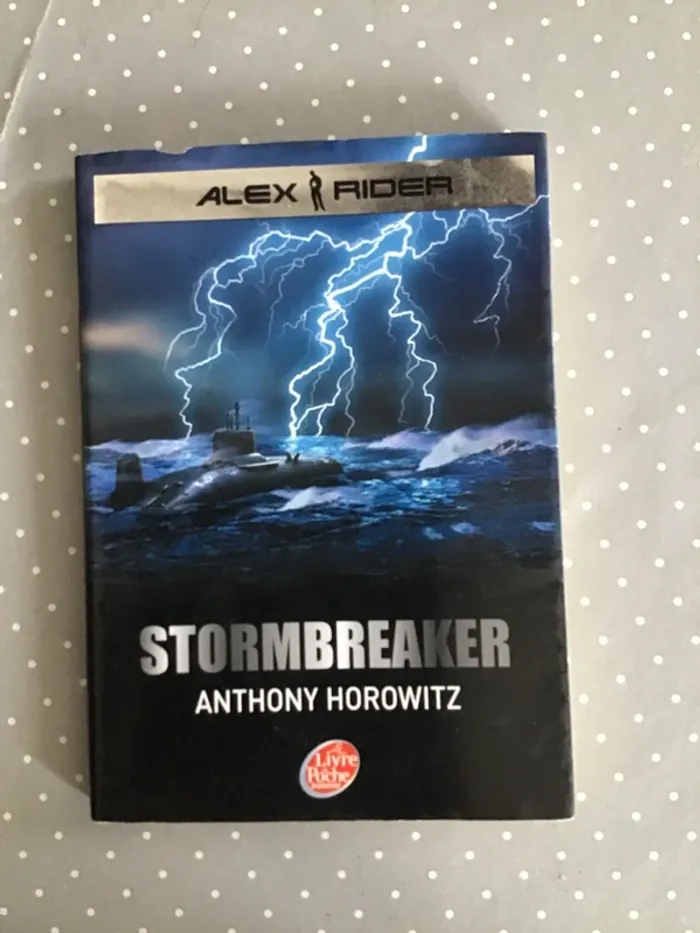 ALEX RIDER
STORMBREAKER
ANTHONY HOROWITZ
Le
Livre
de
Poche